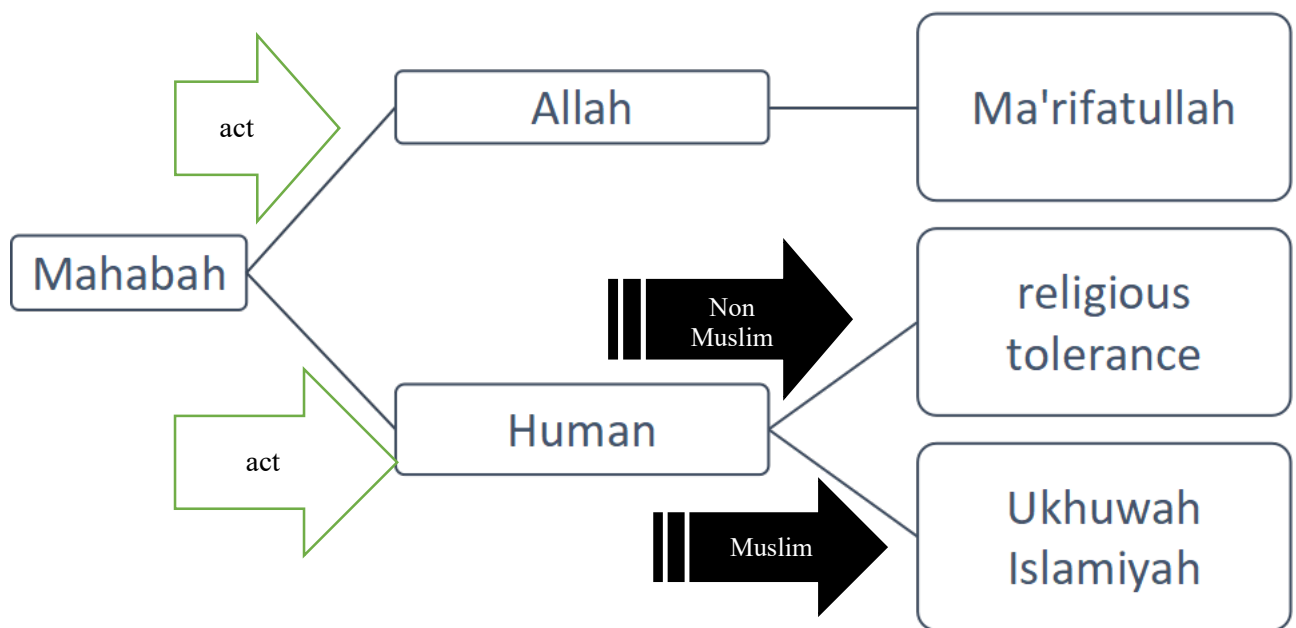 act
Allah
Ma'rifatullah
Mahabah
Non
Muslim
religious
tolerance
act
Human
Muslim
Ukhuwah
Islamiyah